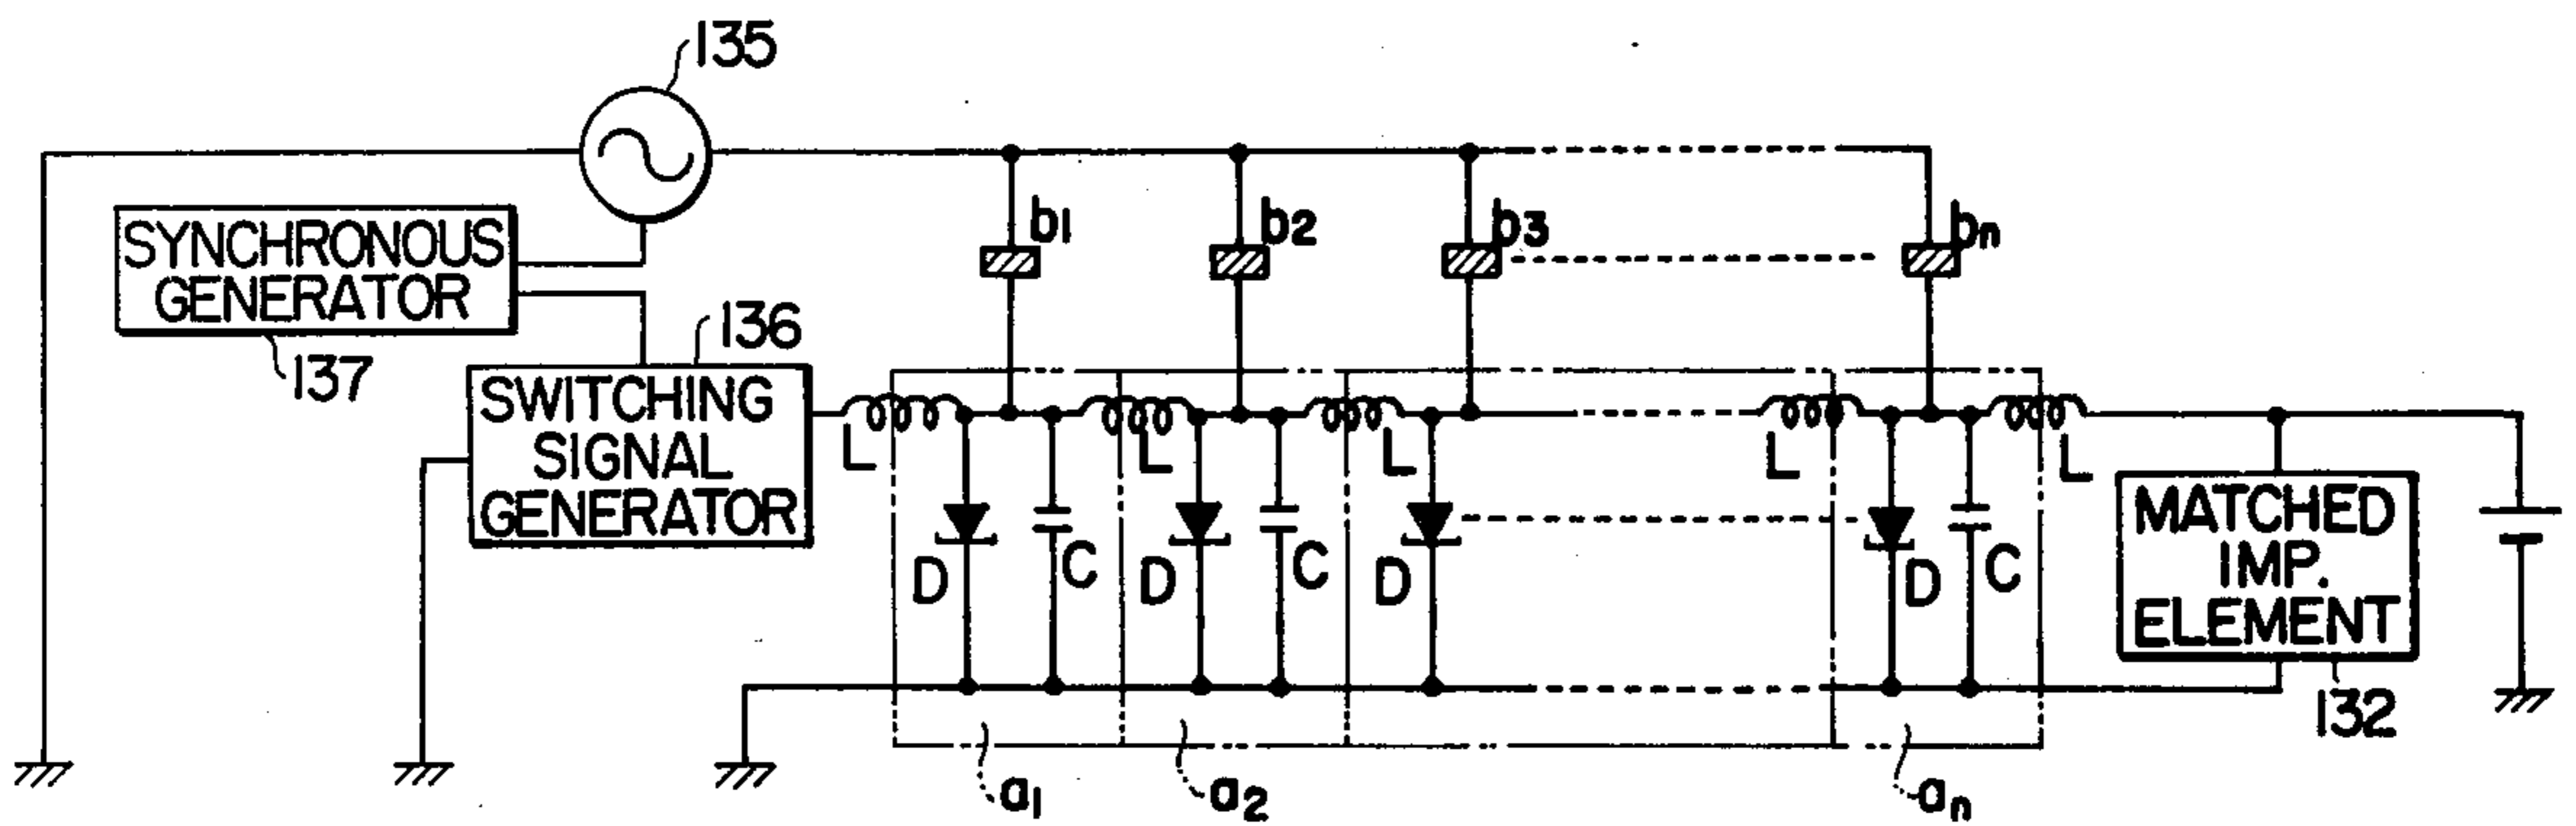 135
SYNCHRONOUS
GENERATOR
137
136
SWITCHING
SIGNAL
GENERATOR
b1
b2
b3
bn
L
L
L
L
L
D
C
D
C
D
D
C
MATCHED
IMP.
ELEMENT
132
a1
a2
an